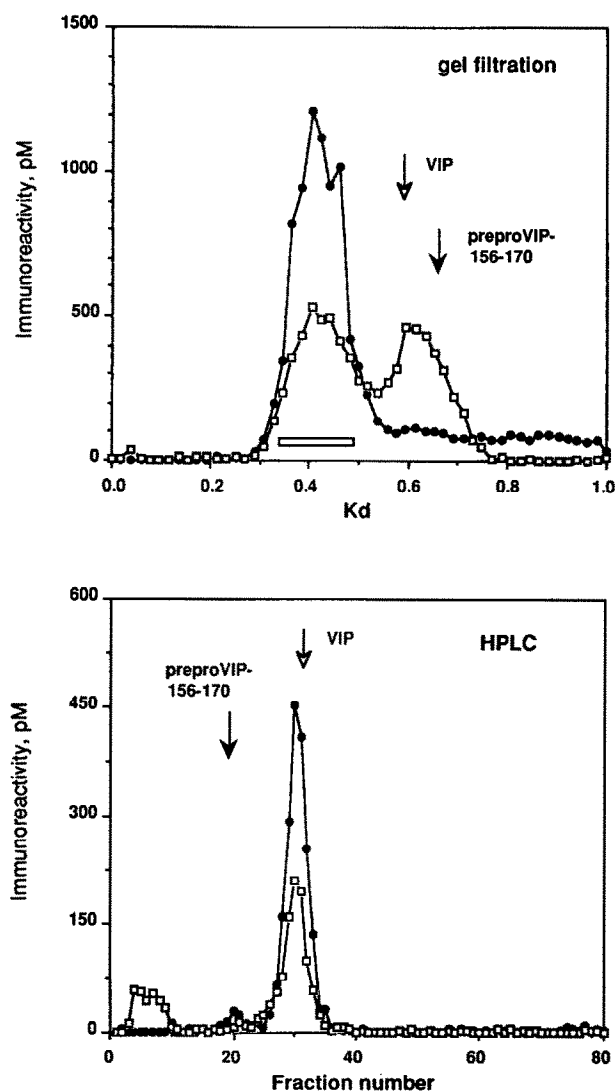 1500
gel filtration
Immunoreactivity, pM
1000
VIP
preproVIP-
156-170
500
0
0.0 0.2 0.4 0.6 0.8 1.0
Kd
600
VIP
HPLC
preproVIP-
156-170
450
Immunoreactivity, pM
300
150
0
0 20 40 60 80
Fraction number